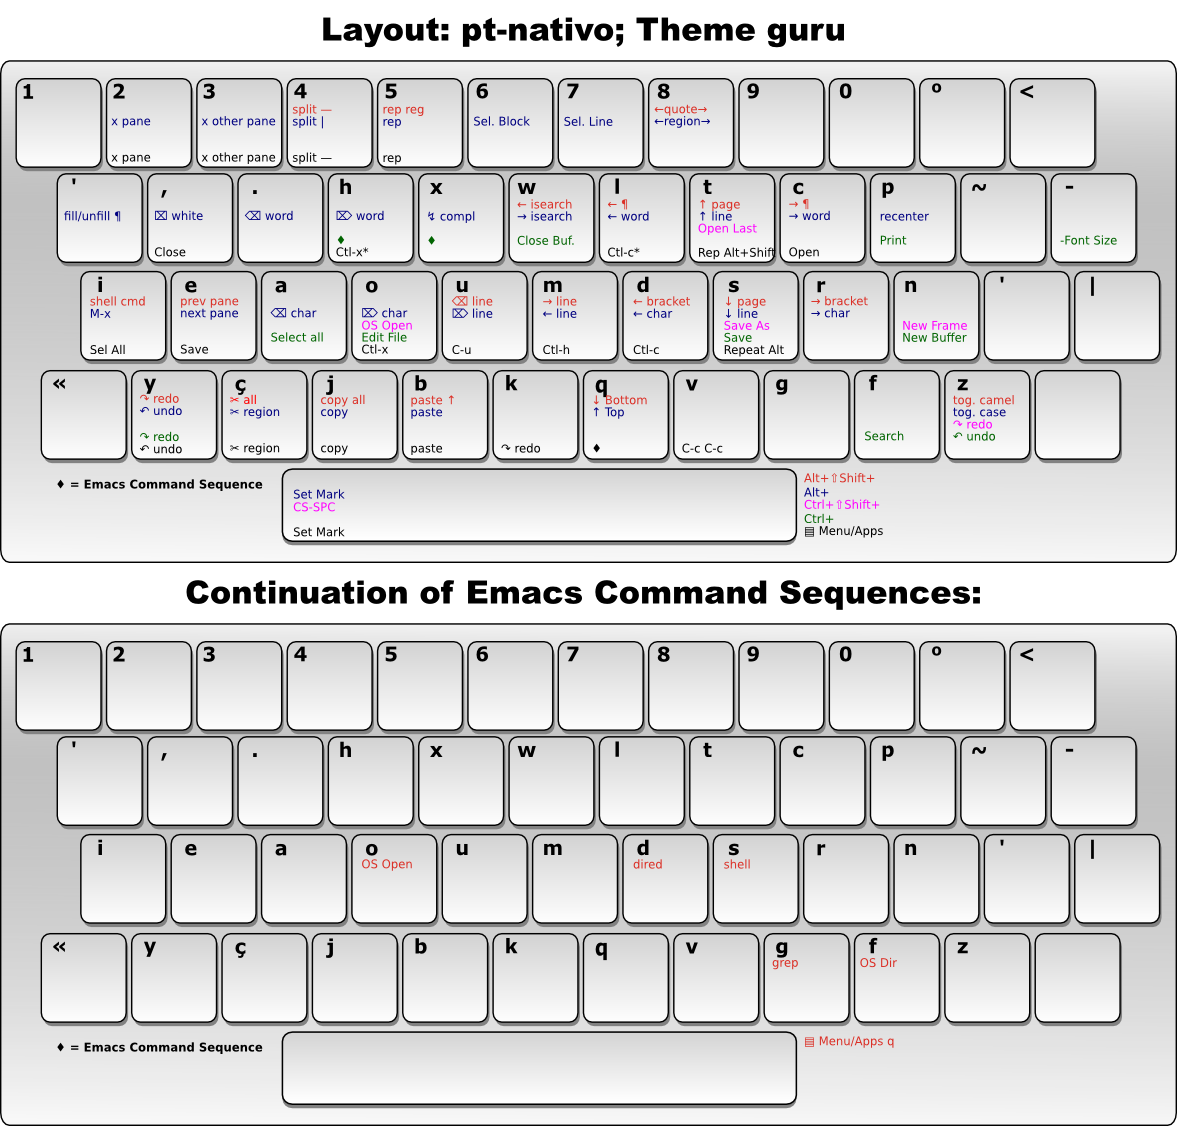 Layout: pt-nativo; Theme guru
1 2 3 4 5 6 7 8 9 0 º <
split — rep reg ←quote→
x pane x other pane split | rep Sel. Block Sel. Line ←region→
x pane x other pane split — rep
' , . h x w l t c p ~ -
← isearch ← ¶ ↑ page → ¶
fill/unfill ¶ ⌧ white ⌫ word ⌦ word ↯ compl → isearch ← word ↑ line → word recenter
Open Last
♦ ♦ Close Buf. Print -Font Size
Close Ctl-x* Ctl-c* Rep Alt+Shift Open
i e a o u m d s r n ' |
shell cmd prev pane ⌫ line → line ← bracket ↓ page → bracket
M-x next pane ⌫ char ⌦ char ⌦ line ← line ← char ↓ line → char
OS Open Save As New Frame
Select all Edit File Save New Buffer
Sel All Save Ctl-x C-u Ctl-h Ctl-c Repeat Alt
« y ç j b k q v g f z
↷ redo ✂ all copy all paste ↑ ↓ Bottom tog. camel
↶ undo ✂ region copy paste ↑ Top tog. case
↷ redo
↷ redo Search ↶ undo
↶ undo ✂ region copy paste ↷ redo ♦ C-c C-c
♦ = Emacs Command Sequence
Set Mark
CS-SPC
Set Mark
Alt+⇧Shift+
Alt+
Ctrl+⇧Shift+
Ctrl+
▤ Menu/Apps
Continuation of Emacs Command Sequences:
1 2 3 4 5 6 7 8 9 0 º <
' , . h x w l t c p ~ -
i e a o u m d s r n ' |
OS Open dired shell
« y ç j b k q v g f z
grep OS Dir
♦ = Emacs Command Sequence
▤ Menu/Apps q